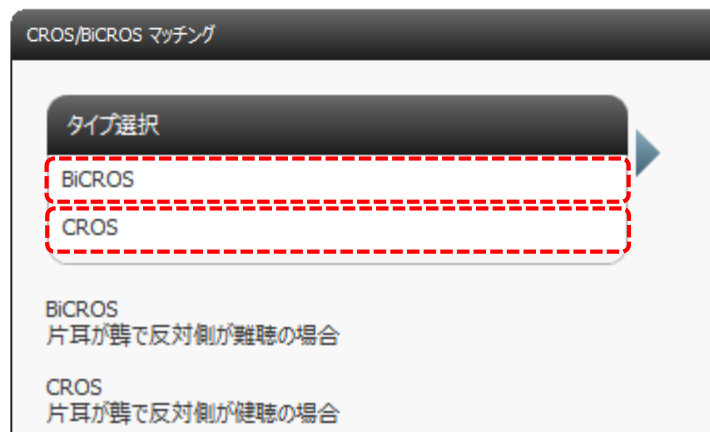 CROS/BiCROS マッチング
タイプ選択
BiCROS
CROS
BiCROS
片耳が聾で反対側が難聴の場合
CROS
片耳が聾で反対側が健聴の場合